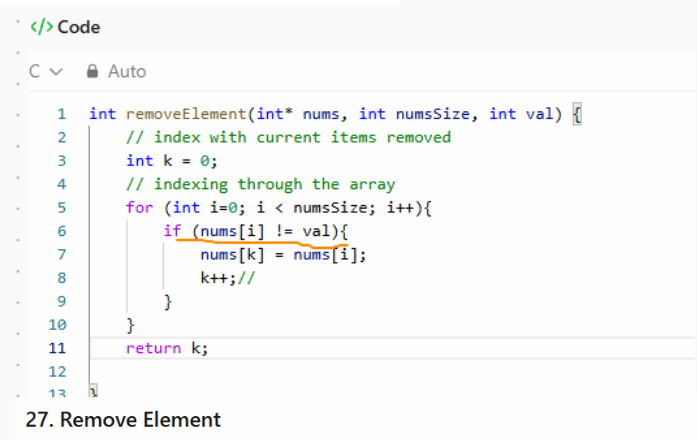 </> Code
C Auto
1 int removeElement(int* nums, int numsSize, int val) {
2 // index with current items removed
3 int k = 0;
4 // indexing through the array
5 for (int i=0; i < numsSize; i++){
6 if (nums[i] != val){
7 nums[k] = nums[i];
8 k++;//
9 }
10 }
11 return k;
12
13 }
27. Remove Element